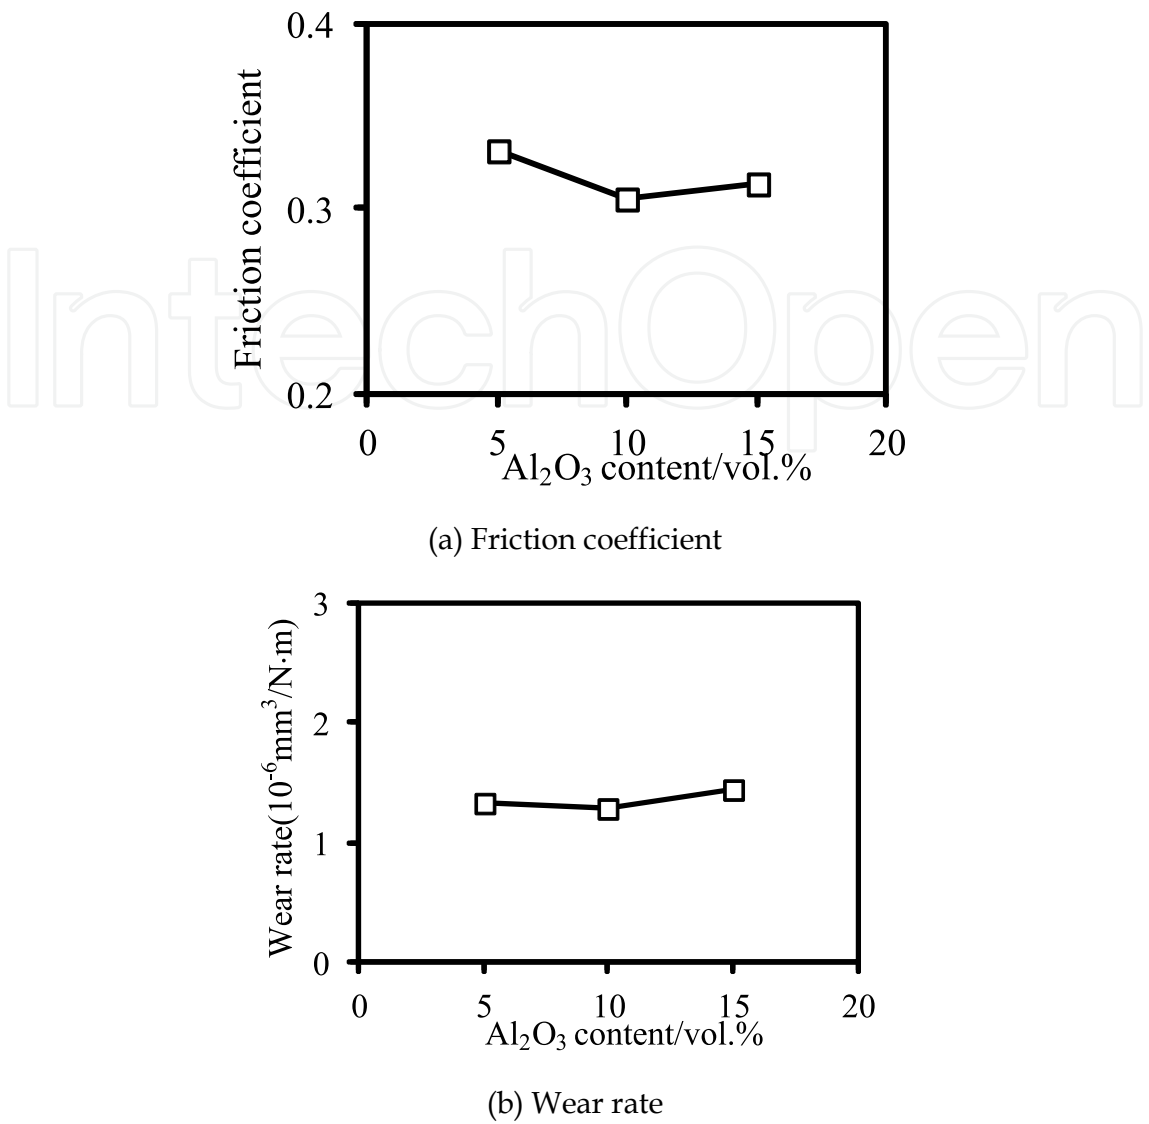 0.4
0.3
0.2
Friction coefficient
0 5 10 15 20
Al₂O₃ content/vol.%
IntechOpen
(a) Friction coefficient
3
2
1
0
Wear rate(10⁻⁶mm³/N·m)
0 5 10 15 20
Al₂O₃ content/vol.%
(b) Wear rate